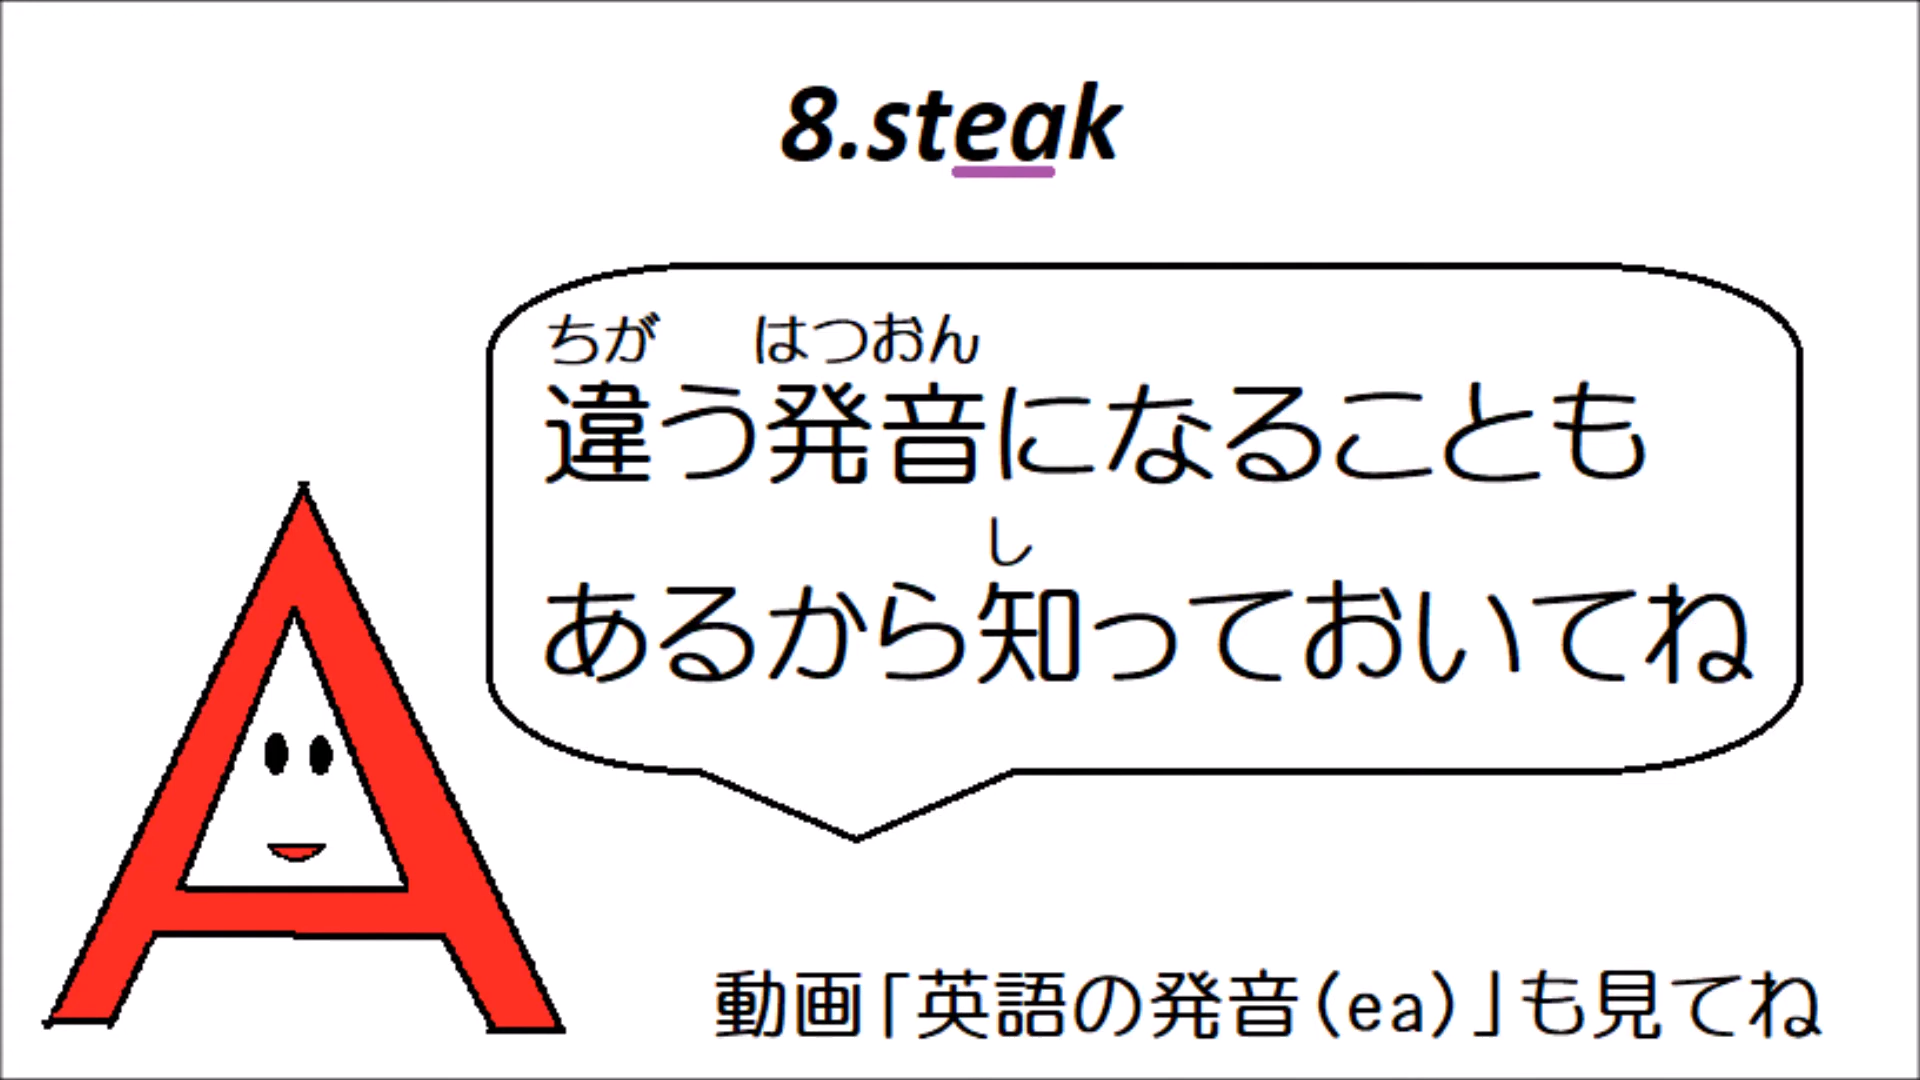 8.steak
ちが はつおん
違う発音になることも
し
あるから知っておいてね
動画「英語の発音(ea)」も見てね